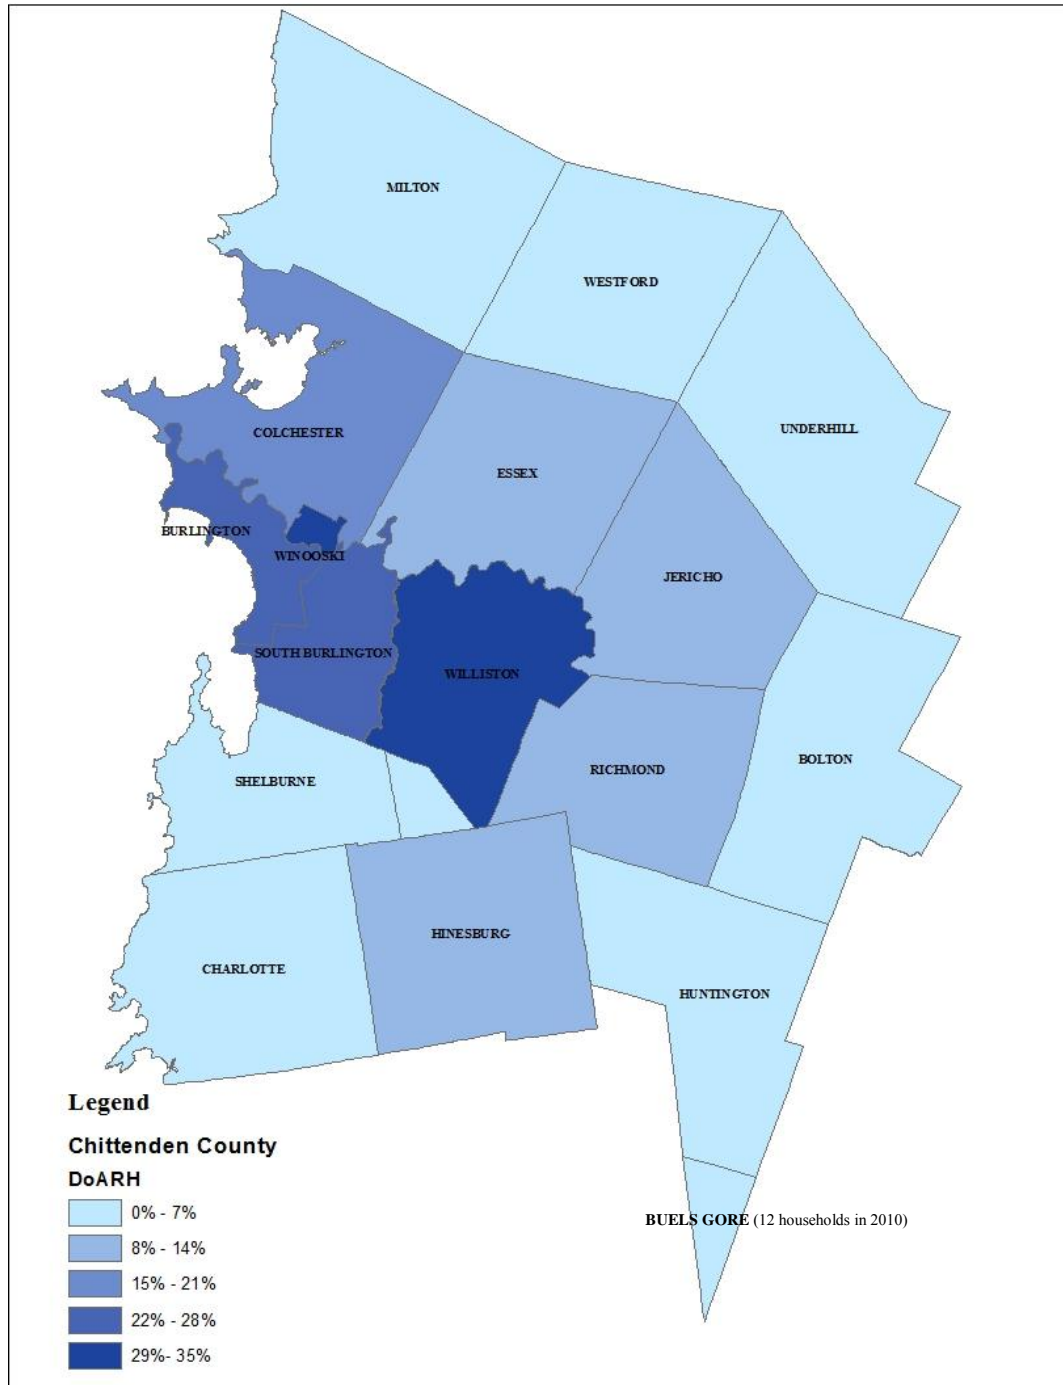 MILTON
WESTFORD
UNDERHILL
COLCHESTER
ESSEX
BURLINGTON
WINOOSKI
JERICHO
SOUTH BURLINGTON
WILLISTON
BOLTON
RICHMOND
SHELBURNE
HINESBURG
CHARLOTTE
HUNTINGTON
Legend
Chittenden County
DoARH
0% - 7%
BUELS GORE (12 households in 2010)
8% - 14%
15% - 21%
22% - 28%
29%- 35%